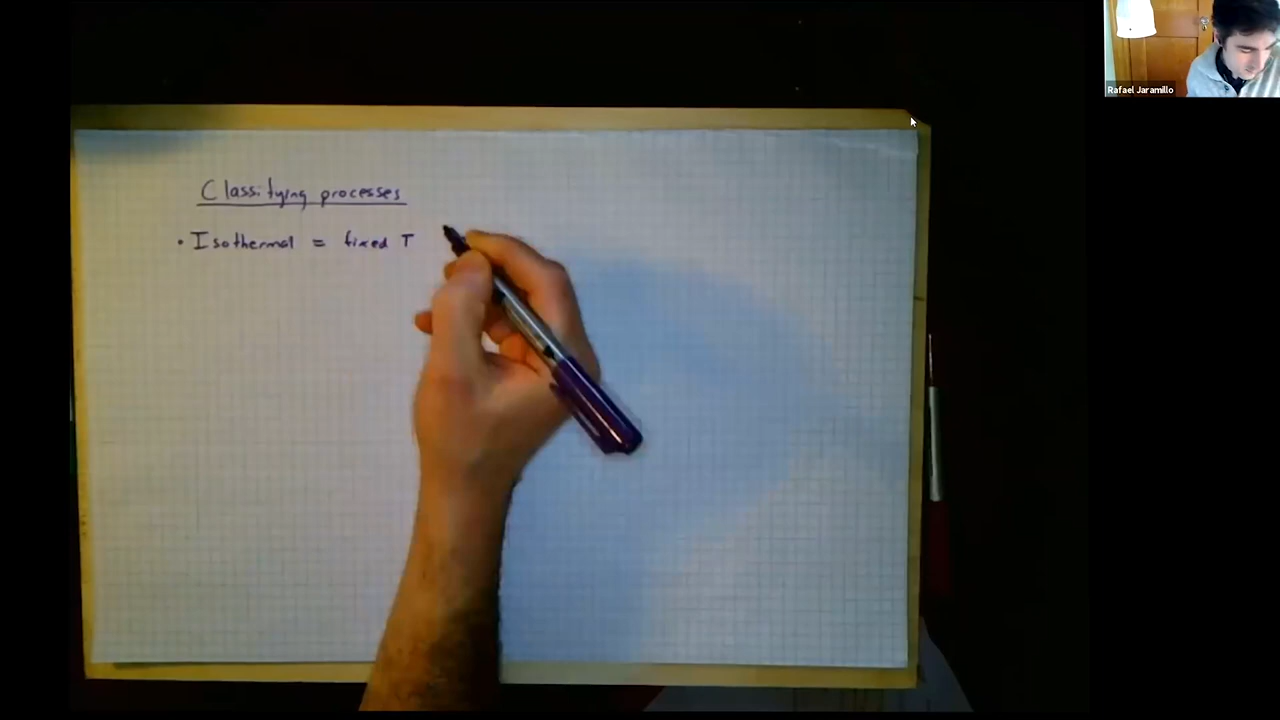 Rafael Jaramillo
Classifying processes
• Isothermal = fixed T